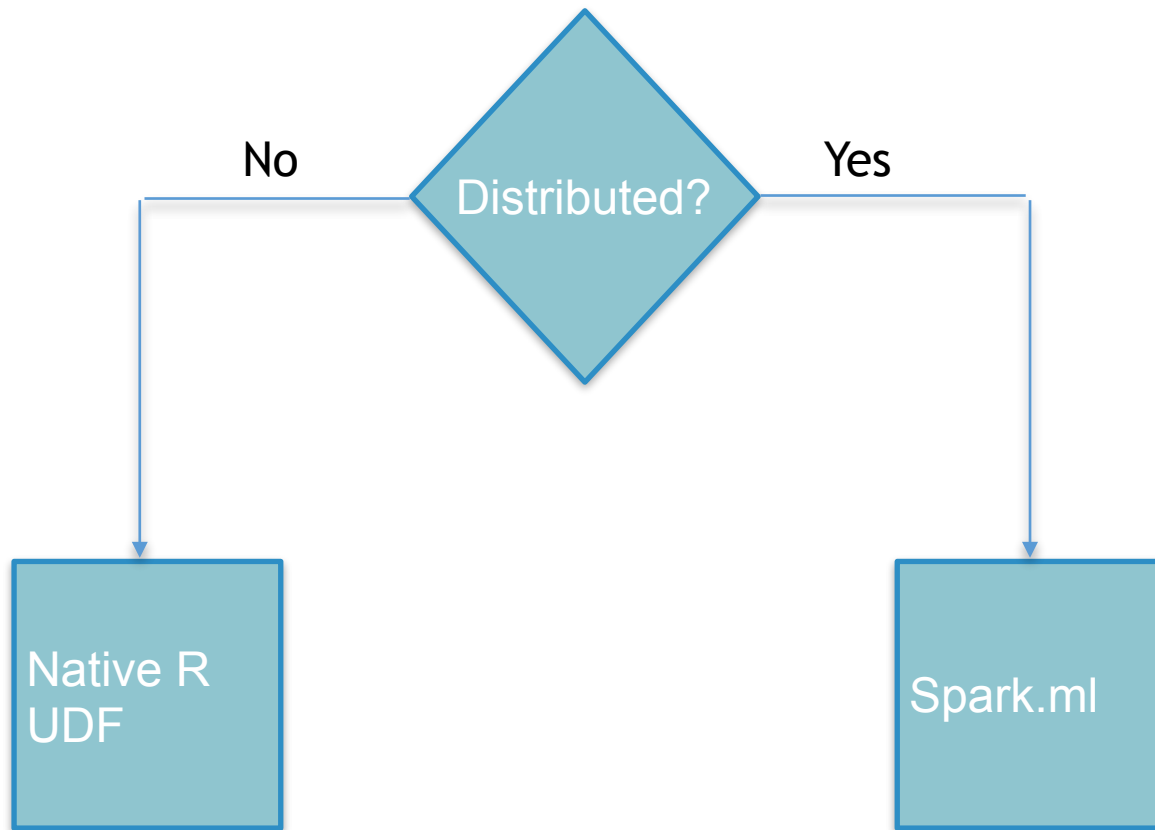 No
Yes
Distributed?
Native R
UDF
Spark.ml